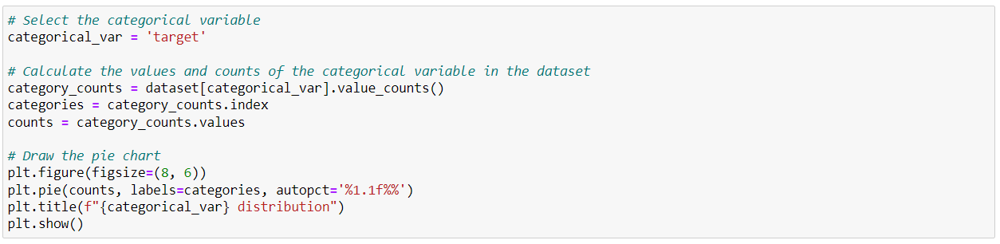 # Select the categorical variable
categorical_var = 'target'

# Calculate the values and counts of the categorical variable in the dataset
category_counts = dataset[categorical_var].value_counts()
categories = category_counts.index
counts = category_counts.values

# Draw the pie chart
plt.figure(figsize=(8, 6))
plt.pie(counts, labels=categories, autopct='%1.1f%%')
plt.title(f"{categorical_var} distribution")
plt.show()